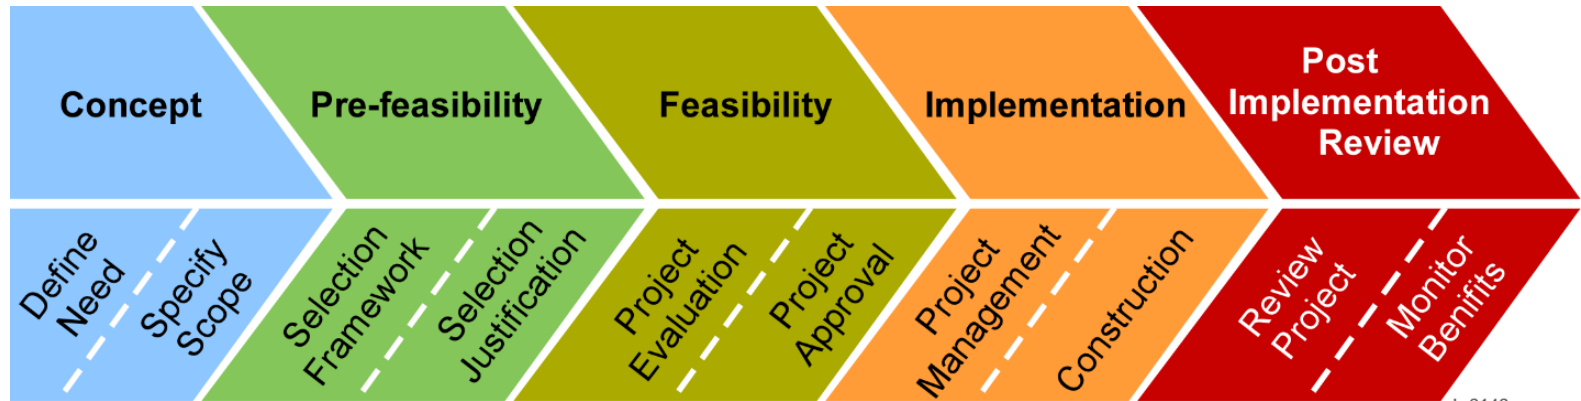 Concept
Pre-feasibility
Feasibility
Implementation
Post
Implementation
Review
Define
Need
Specify
Scope
Selection
Framework
Selection
Justification
Project
Evaluation
Project
Approval
Project
Management
Construction
Review
Project
Monitor
Benifits